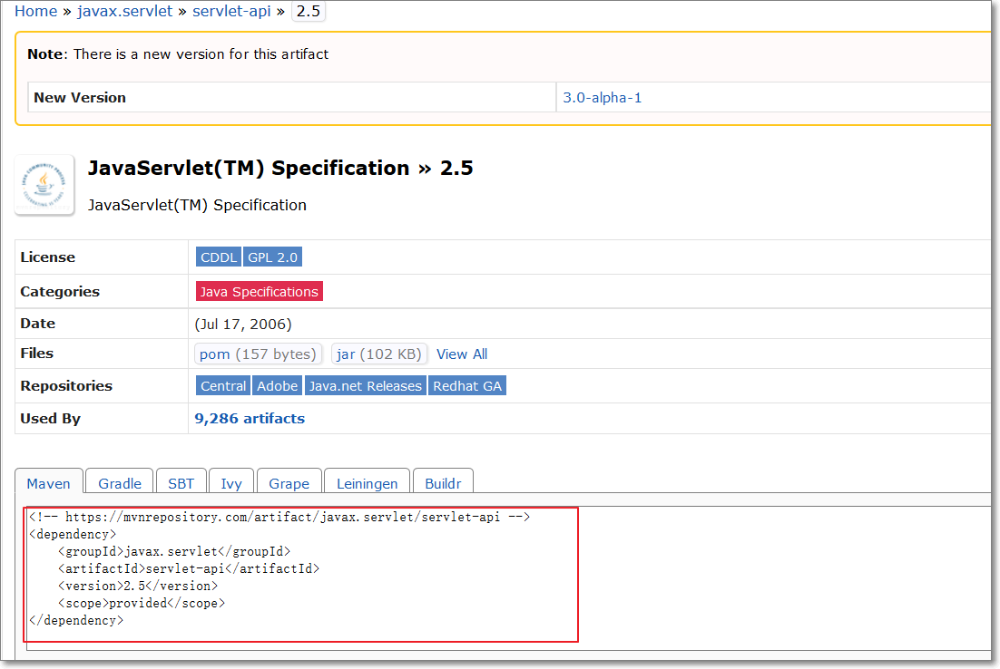 Home » javax.servlet » servlet-api » 2.5
Note: There is a new version for this artifact
New Version 3.0-alpha-1
JavaServlet(TM) Specification » 2.5
JavaServlet(TM) Specification
License CDDL GPL 2.0
Categories Java Specifications
Date (Jul 17, 2006)
Files pom (157 bytes) jar (102 KB) View All
Repositories Central Adobe Java.net Releases Redhat GA
Used By 9,286 artifacts
Maven Gradle SBT Ivy Grape Leiningen Buildr
<!-- https://mvnrepository.com/artifact/javax.servlet/servlet-api -->
<dependency>
    <groupId>javax.servlet</groupId>
    <artifactId>servlet-api</artifactId>
    <version>2.5</version>
    <scope>provided</scope>
</dependency>